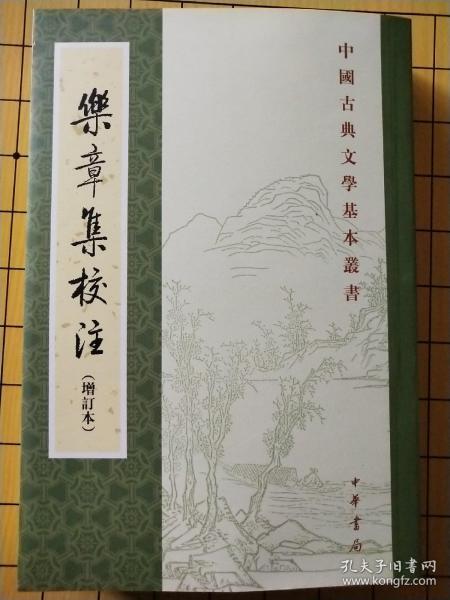 中國古典文學基本叢書
樂章集校注
（增訂本）
中華書局
孔夫子旧书网
www.kongfz.com